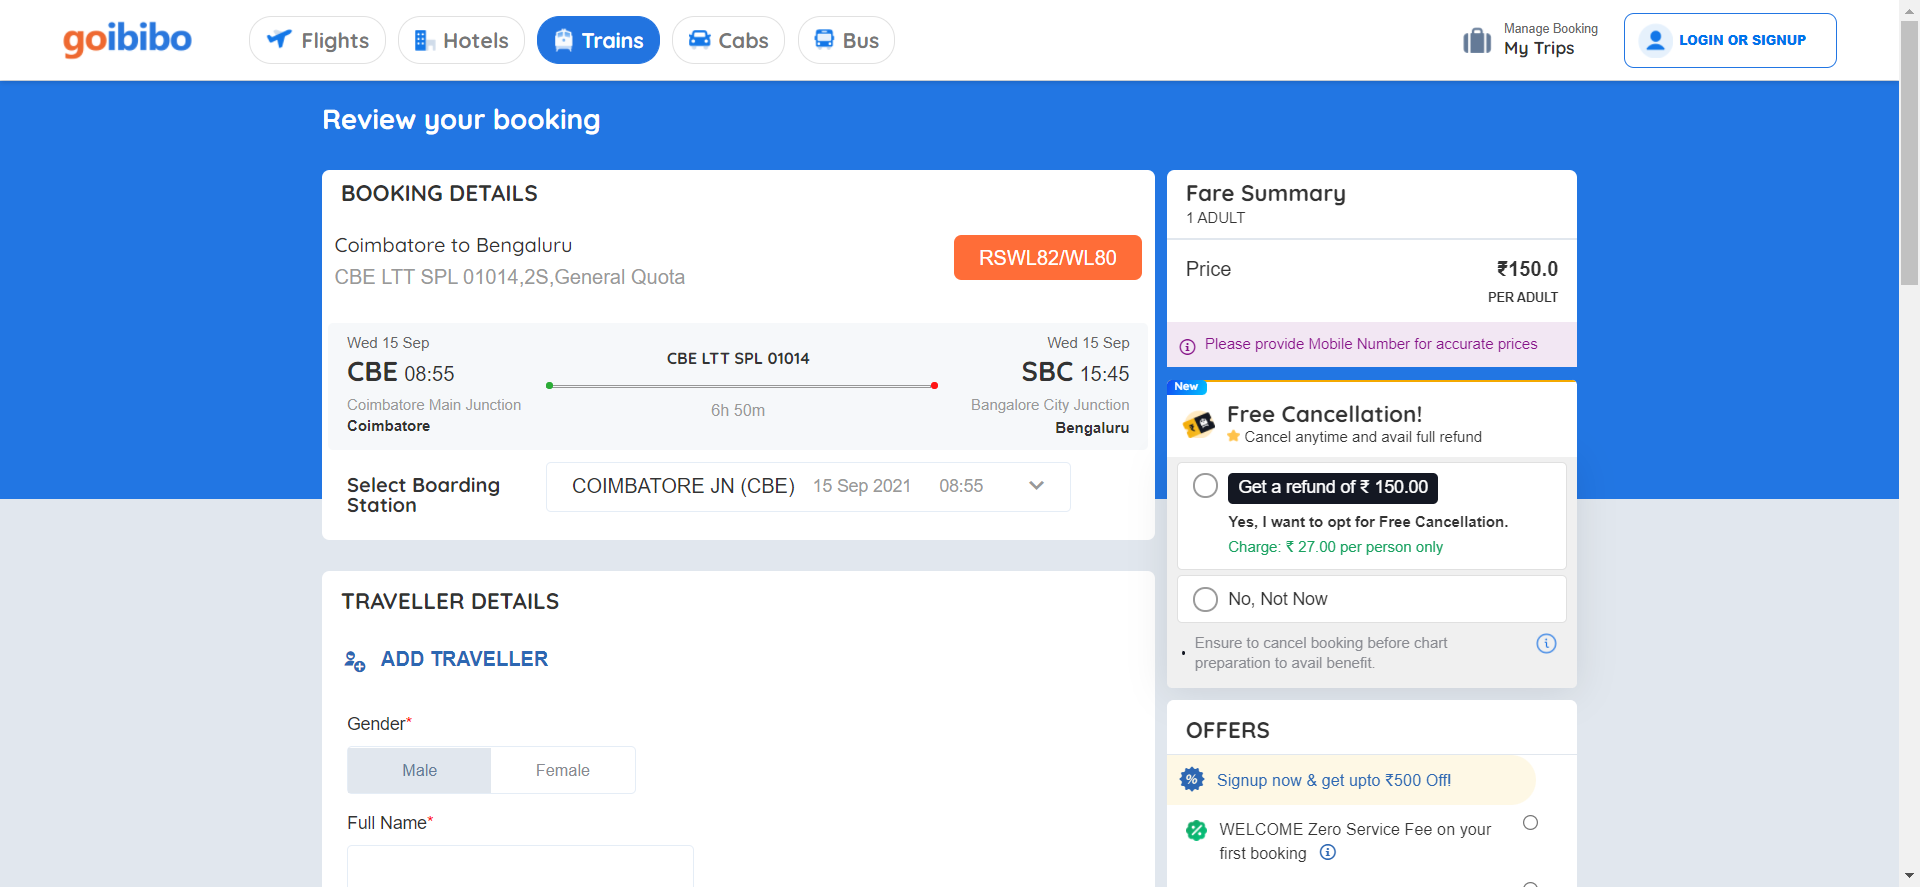 goibibo
Flights
Hotels
Trains
Cabs
Bus
Manage Booking
My Trips
LOGIN OR SIGNUP
Review your booking
BOOKING DETAILS
Coimbatore to Bengaluru
CBE LTT SPL 01014,2S,General Quota
RSWL82/WL80
Wed 15 Sep
CBE 08:55
Coimbatore Main Junction
Coimbatore
CBE LTT SPL 01014
6h 50m
Wed 15 Sep
SBC 15:45
Bangalore City Junction
Bengaluru
Select Boarding
Station
COIMBATORE JN (CBE) 15 Sep 2021 08:55
TRAVELLER DETAILS
ADD TRAVELLER
Gender*
Male
Female
Full Name*
Fare Summary
1 ADULT
Price ₹150.0
PER ADULT
Please provide Mobile Number for accurate prices
New
Free Cancellation!
Cancel anytime and avail full refund
Get a refund of ₹ 150.00
Yes, I want to opt for Free Cancellation.
Charge: ₹ 27.00 per person only
No, Not Now
Ensure to cancel booking before chart
preparation to avail benefit.
OFFERS
Signup now & get upto ₹500 Off!
WELCOME Zero Service Fee on your
first booking